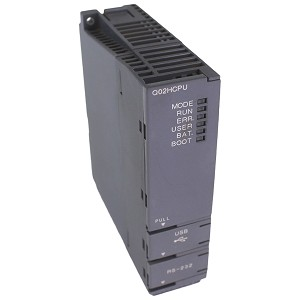 Q02HCPU
MODE
RUN
ERR.
USER
BAT.
BOOT
PULL
USB
RS-232